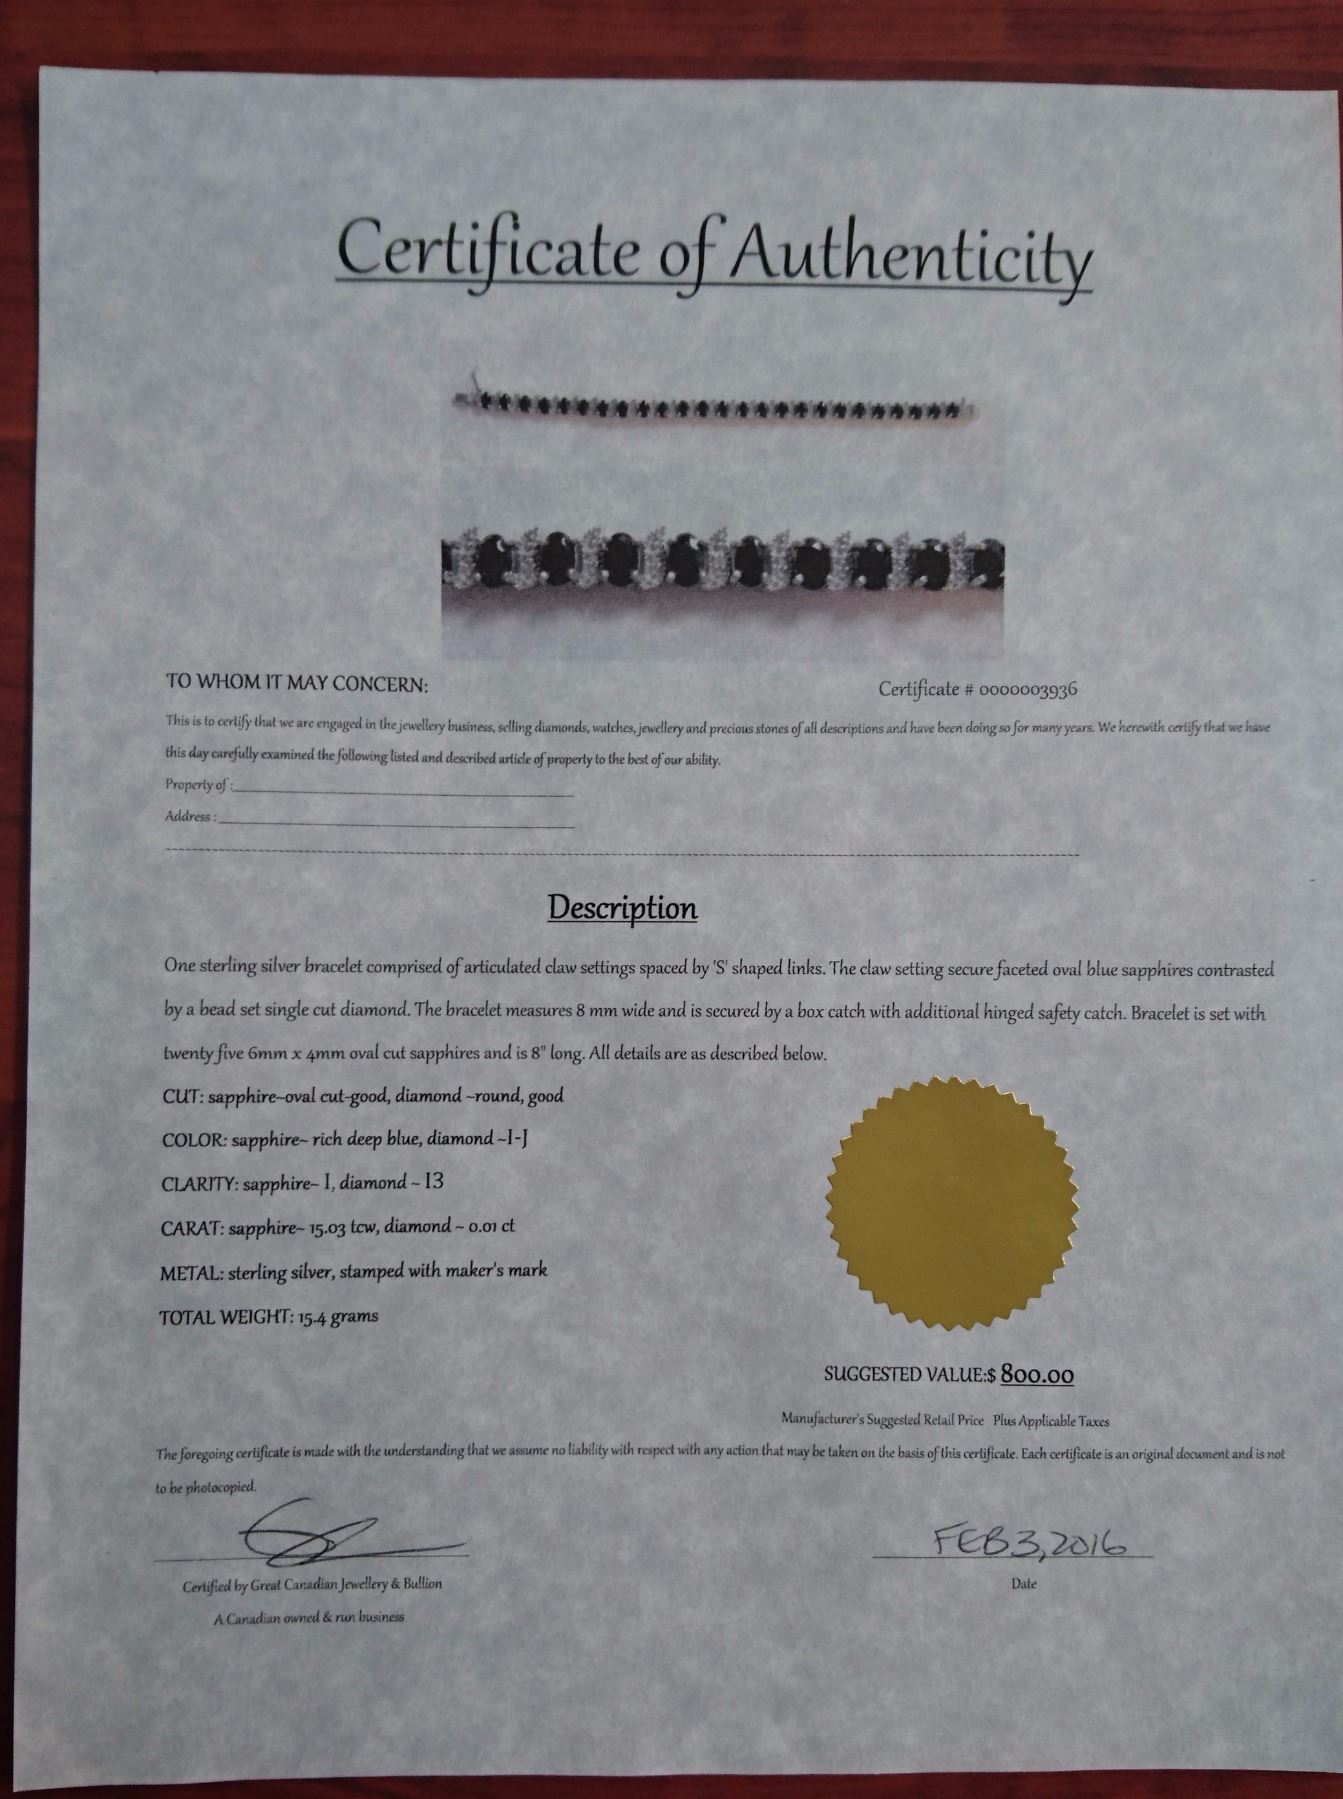 Certificate of Authenticity
TO WHOM IT MAY CONCERN:
Certificate # 0000003936
This is to certify that we are engaged in the jewellery business, selling diamonds, watches, jewellery and precious stones of all descriptions and have been doing so for many years. We herewith certify that we have
this day carefully examined the following listed and described article of property to the best of our ability.
Property of :
Address :
Description
One sterling silver bracelet comprised of articulated claw settings spaced by 'S' shaped links. The claw setting secure faceted oval blue sapphires contrasted
by a bead set single cut diamond. The bracelet measures 8 mm wide and is secured by a box catch with additional hinged safety catch. Bracelet is set with
twenty five 6mm x 4mm oval cut sapphires and is 8" long. All details are as described below.
CUT: sapphire~oval cut-good, diamond ~round, good
COLOR: sapphire~ rich deep blue, diamond ~I-J
CLARITY: sapphire~ I, diamond ~ I3
CARAT: sapphire~ 15.03 tcw, diamond ~ 0.01 ct
METAL: sterling silver, stamped with maker's mark
TOTAL WEIGHT: 15.4 grams
SUGGESTED VALUE:$ 800.00
Manufacturer's Suggested Retail Price Plus Applicable Taxes
The foregoing certificate is made with the understanding that we assume no liability with respect with any action that may be taken on the basis of this certificate. Each certificate is an original document and is not
to be photocopied.
FEB 3, 2016
Certified by Great Canadian Jewellery & Bullion
Date
A Canadian owned & run business